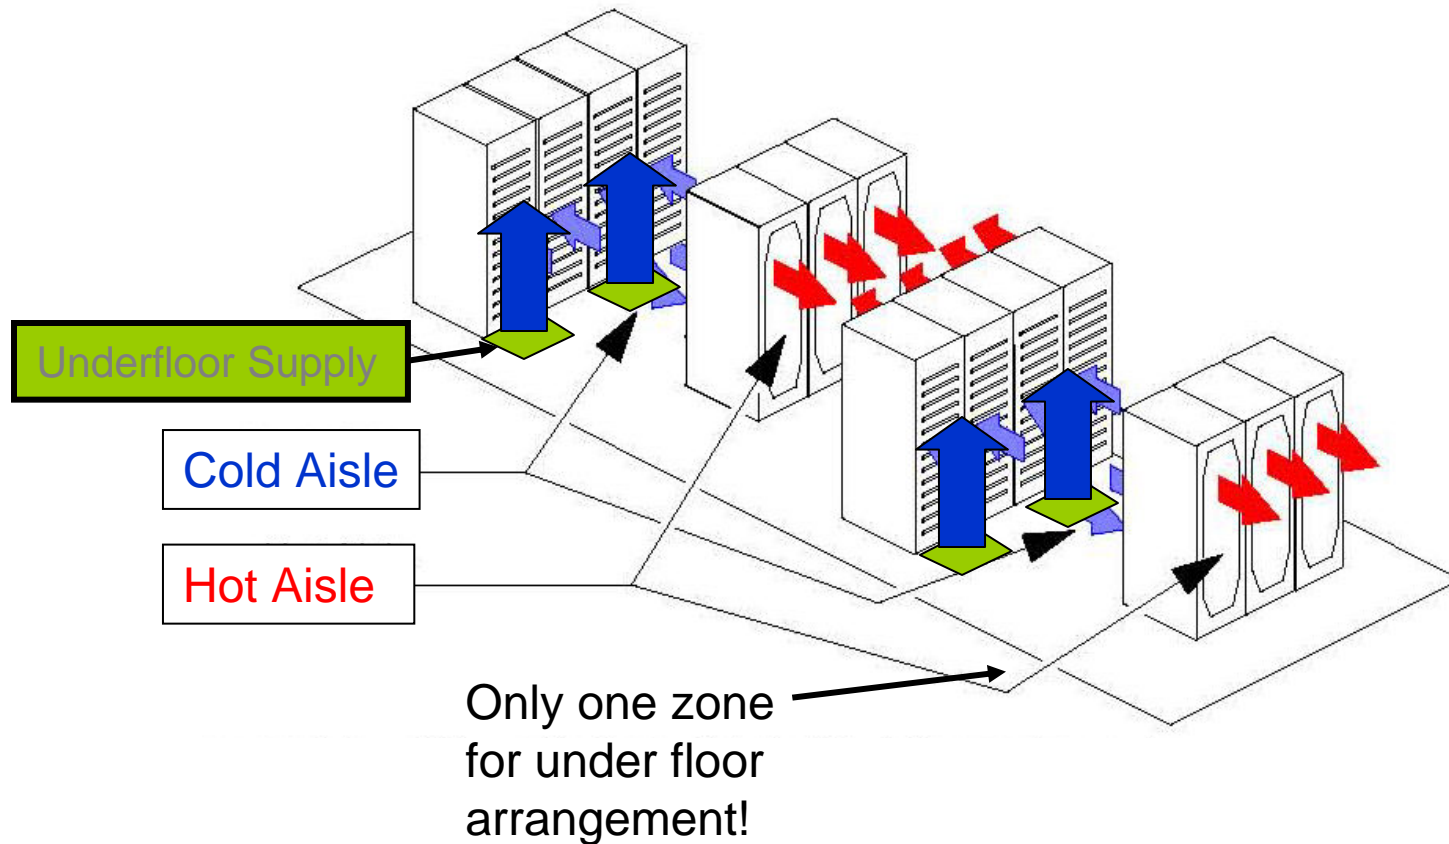 Underfloor Supply
Cold Aisle
Hot Aisle
Only one zone
for under floor
arrangement!